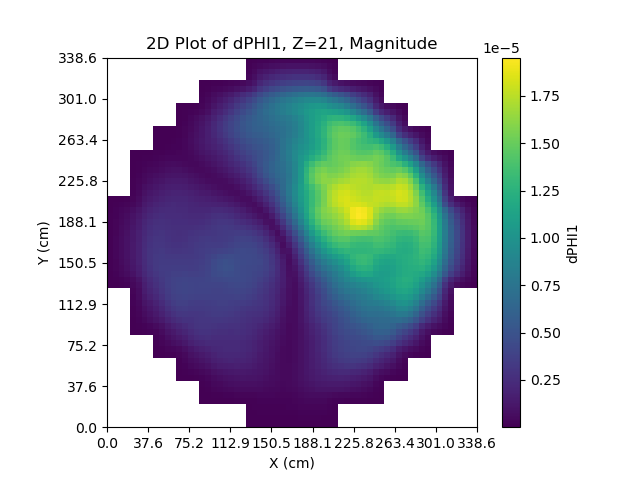 2D Plot of dPHI1, Z=21, Magnitude
1e−5
338.6
301.0
263.4
225.8
188.1
150.5
112.9
75.2
37.6
0.0
Y (cm)
0.0 37.6 75.2 112.9 150.5 188.1 225.8 263.4 301.0 338.6
X (cm)
1.75
1.50
1.25
1.00
0.75
0.50
0.25
dPHI1